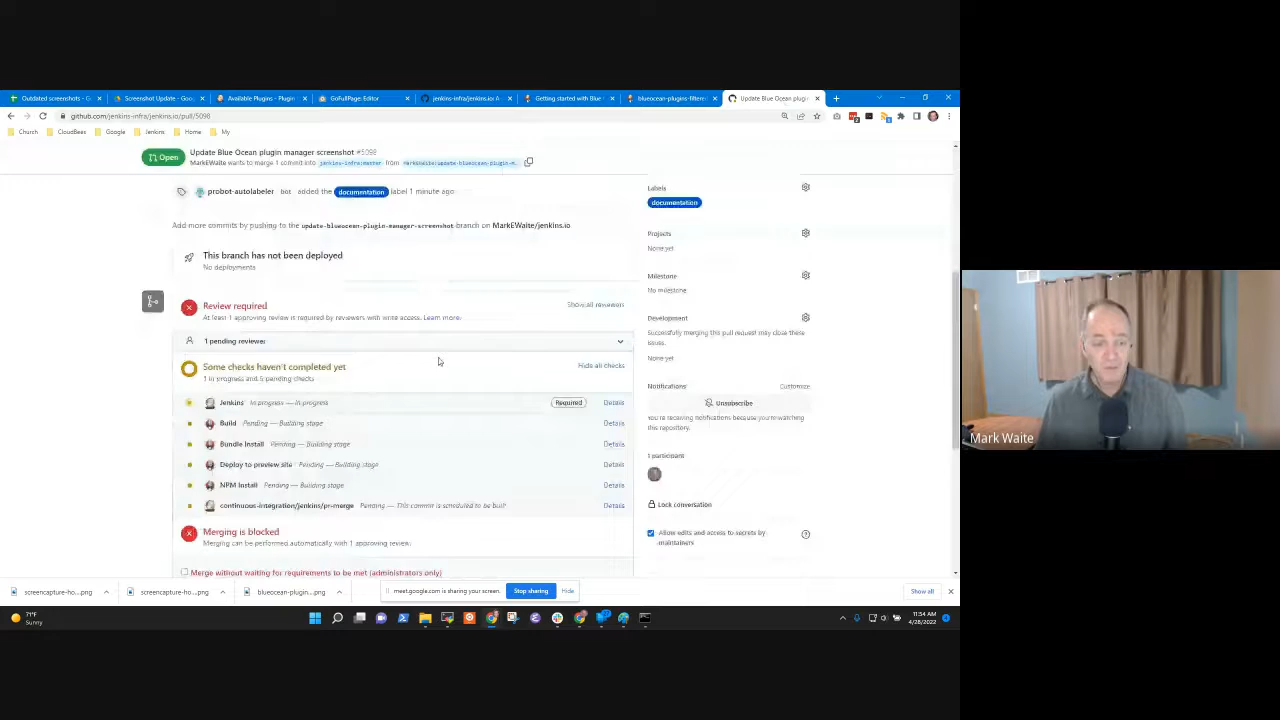 Outdated screenshots - G
Screenshot Update - Goo
Available Plugins - Plugin
GoFullPage: Editor
jenkins-infra/jenkins.io: A
Getting started with Blue
blueocean-plugins-filtere
Update Blue Ocean plugin
github.com/jenkins-infra/jenkins.io/pull/5098
Church
CloudBees
Google
Jenkins
Home
My
Open
Update Blue Ocean plugin manager screenshot #5098
MarkEWaite wants to merge 1 commit into jenkins-infra:master from MarkEWaite:update-blueocean-plugin-m...
probot-autolabeler bot added the documentation label 1 minute ago
Add more commits by pushing to the update-blueocean-plugin-manager-screenshot branch on MarkEWaite/jenkins.io
This branch has not been deployed
No deployments
Review required
Show all reviewers
At least 1 approving review is required by reviewers with write access. Learn more.
1 pending reviewer
Some checks haven't completed yet
Hide all checks
1 in progress and 5 pending checks
Jenkins In progress — In progress Required Details
Build Pending — Building stage Details
Bundle Install Pending — Building stage Details
Deploy to preview site Pending — Building stage Details
NPM Install Pending — Building stage Details
continuous-integration/jenkins/pr-merge Pending — This commit is scheduled to be built Details
Merging is blocked
Merging can be performed automatically with 1 approving review.
Merge without waiting for requirements to be met (administrators only)
Labels
documentation
Projects
None yet
Milestone
No milestone
Development
Successfully merging this pull request may close these
issues.
None yet
Notifications
Customize
Unsubscribe
You're receiving notifications because you're watching
this repository.
1 participant
Lock conversation
Allow edits and access to secrets by
maintainers
Mark Waite
screencapture-ho....png
screencapture-ho....png
blueocean-plugin....png
meet.google.com is sharing your screen.
Stop sharing
Hide
Show all
71°F
Sunny
11:54 AM
4/28/2022